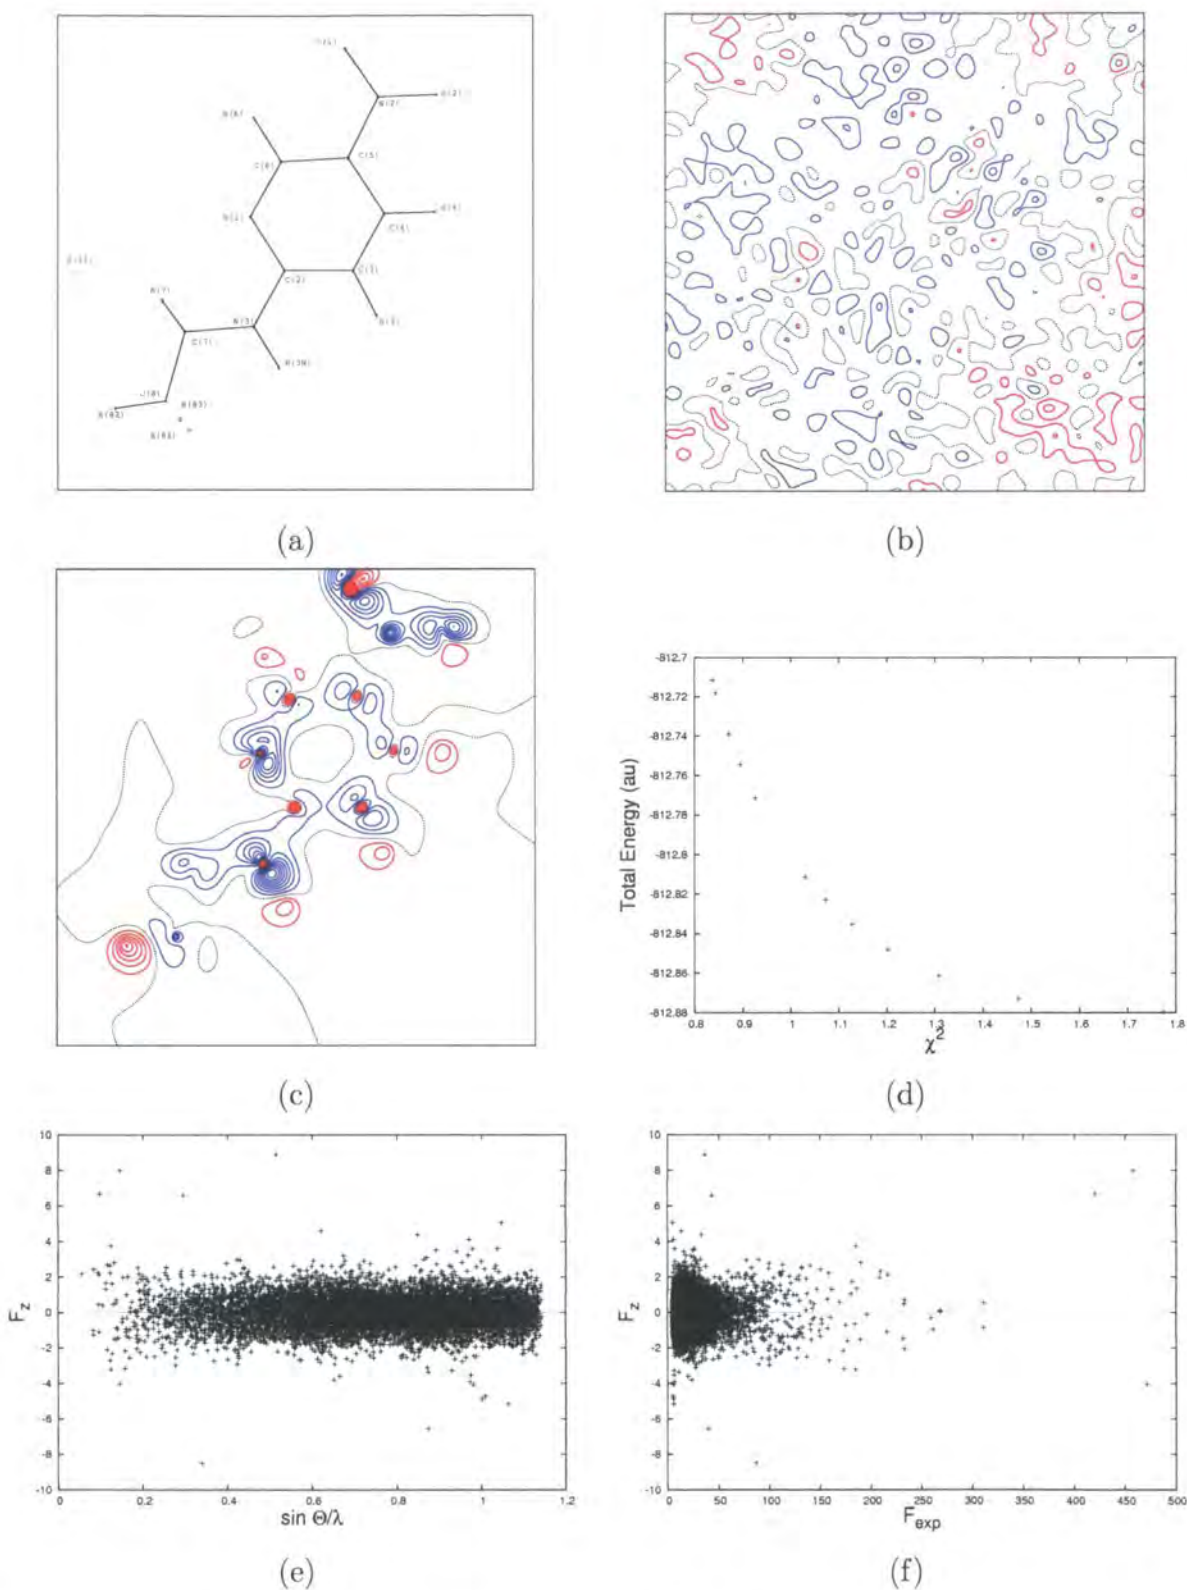 C(5)
C(4)
C(2)
N(3)
(a)
(b)
(c)
-812.7
-812.72
-812.74
-812.76
-812.78
-812.8
-812.82
-812.84
-812.86
-812.88
Total Energy (au)
0.8 0.9 1 1.1 1.2 1.3 1.4 1.5 1.6 1.7 1.8
χ²
(d)
10
8
6
4
2
0
-2
-4
-6
-8
-10
F_z
0 0.2 0.4 0.6 0.8 1 1.2
sin Θ/λ
(e)
10
8
6
4
2
0
-2
-4
-6
-8
-10
F_z
0 50 100 150 200 250 300 350 400 450 500
F_exp
(f)